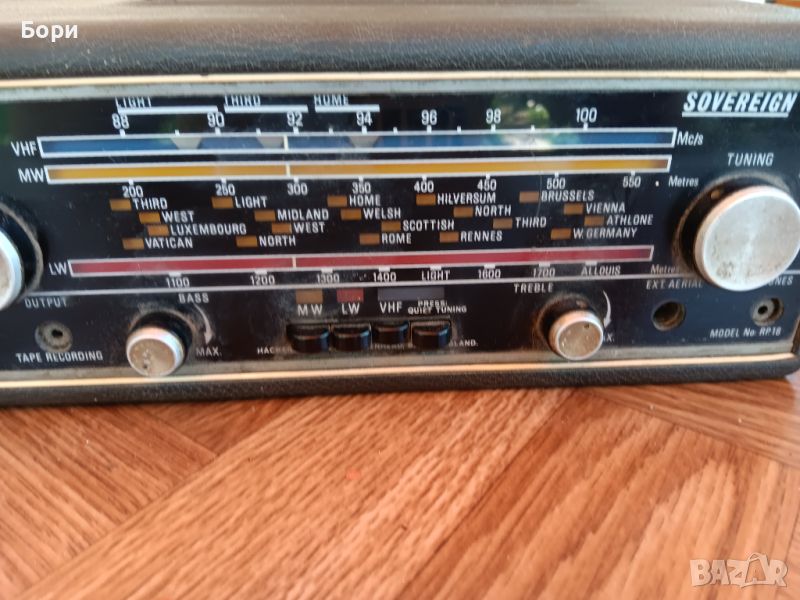 Бори
LIGHT THIRD HOME
88 90 92 94 96 98 100
SOVEREIGN
VHF Mc/s
MW TUNING
200 250 300 350 400 450 500 550 Metres
THIRD LIGHT HOME HILVERSUM BRUSSELS
WEST MIDLAND WELSH NORTH VIENNA
LUXEMBOURG WEST SCOTTISH THIRD ATHLONE
VATICAN NORTH ROME RENNES W. GERMANY
LW
1100 1200 1300 1400 LIGHT 1600 1700 ALLOUIS Metres
OUTPUT BASS MW LW VHF PRESS: QUIET TUNING TREBLE EXT. AERIAL
TAPE RECORDING MAX. MODEL No. RP18
BAZAR